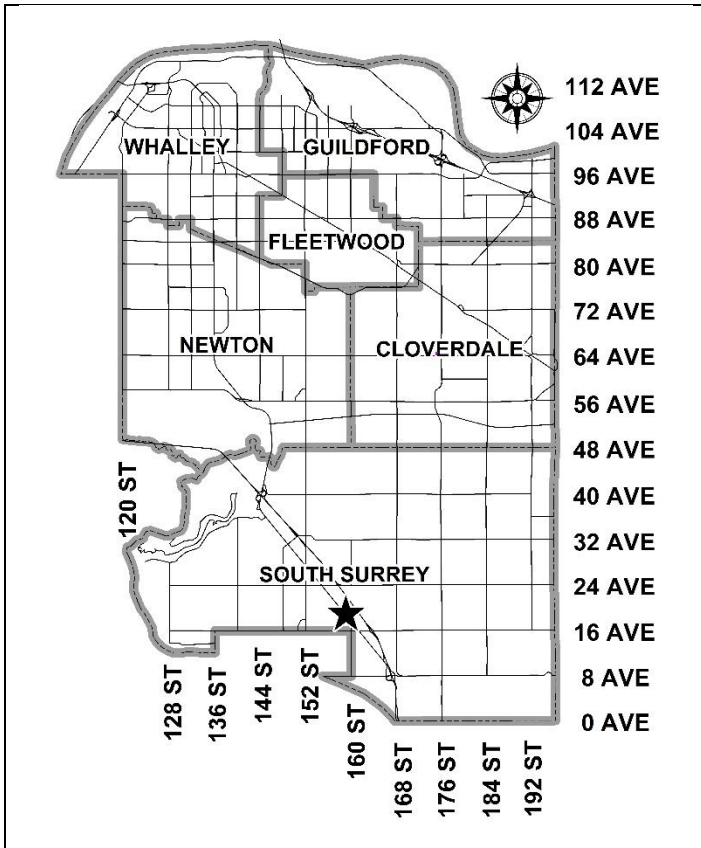 112 AVE
104 AVE
WHALLEY
GUILDFORD
96 AVE
88 AVE
FLEETWOOD
80 AVE
72 AVE
NEWTON
CLOVERDALE
64 AVE
56 AVE
48 AVE
120 ST
40 AVE
32 AVE
SOUTH SURREY
24 AVE
16 AVE
8 AVE
128 ST
136 ST
144 ST
152 ST
160 ST
0 AVE
168 ST
176 ST
184 ST
192 ST